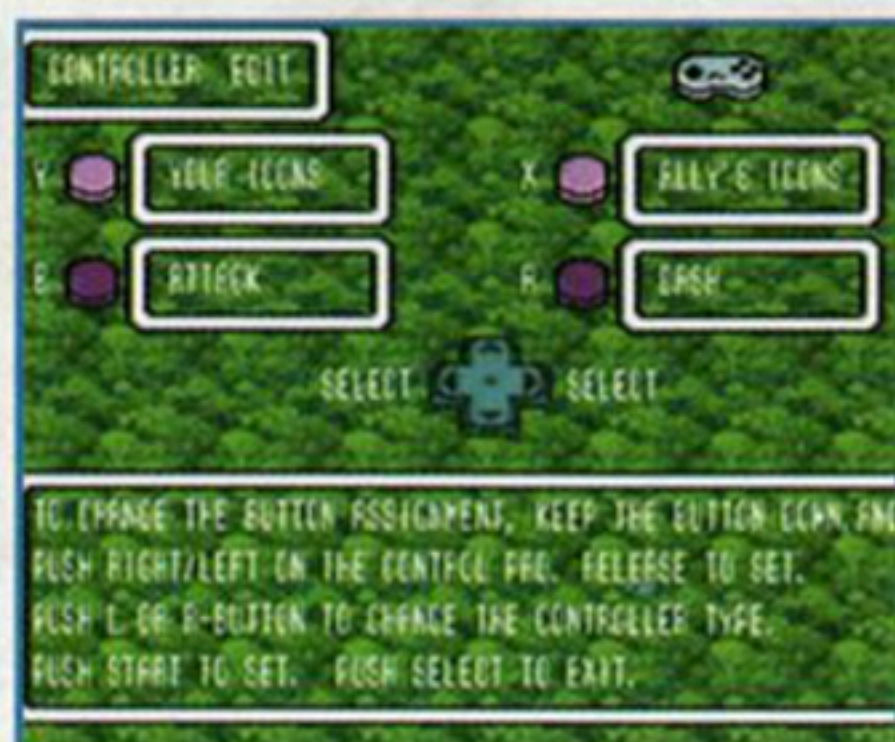 CONTROLLER EDIT
Y YOUR ICONS X ALLY'S ICONS
B ATTACK A DASH
SELECT SELECT
TO CHANGE THE BUTTON ASSIGNMENT, KEEP THE BUTTON DOWN AN
PUSH RIGHT/LEFT ON THE CONTROL PAD. RELEASE TO SET.
PUSH L OR R-BUTTON TO CHANGE THE CONTROLLER TYPE.
PUSH START TO SET. PUSH SELECT TO EXIT.